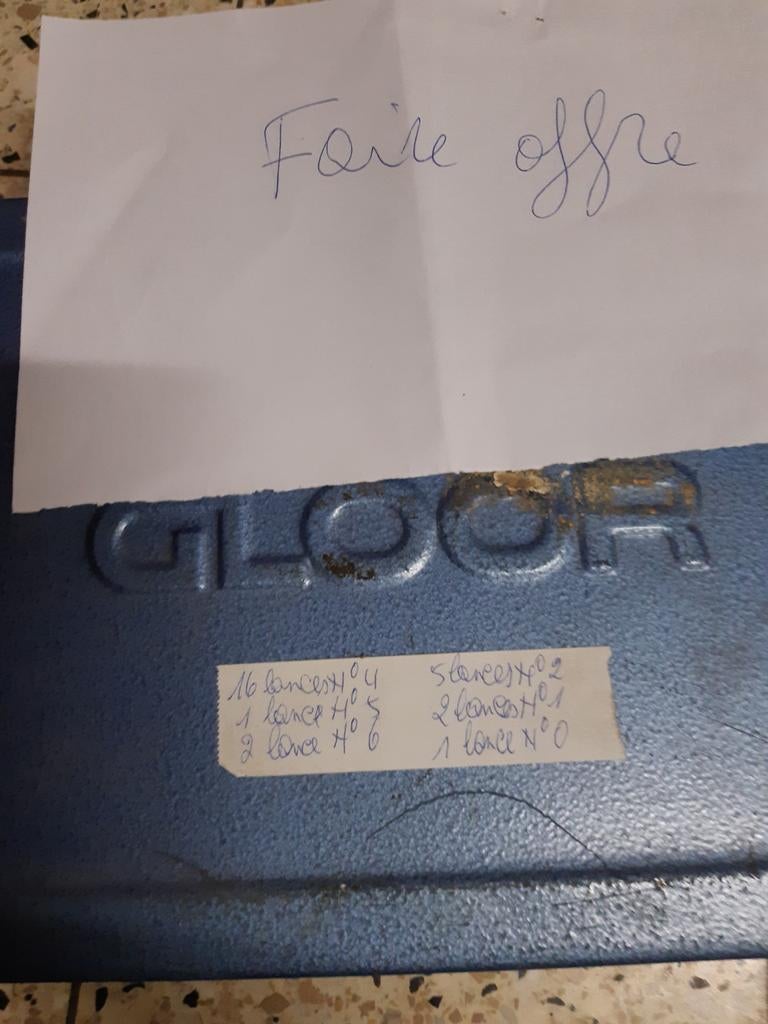 Faire offre
GLOOR
16 lances N° 4
1 lance N° 5
2 lance N° 6
5 lances N° 2
2 lances N° 1
1 lance N° 0